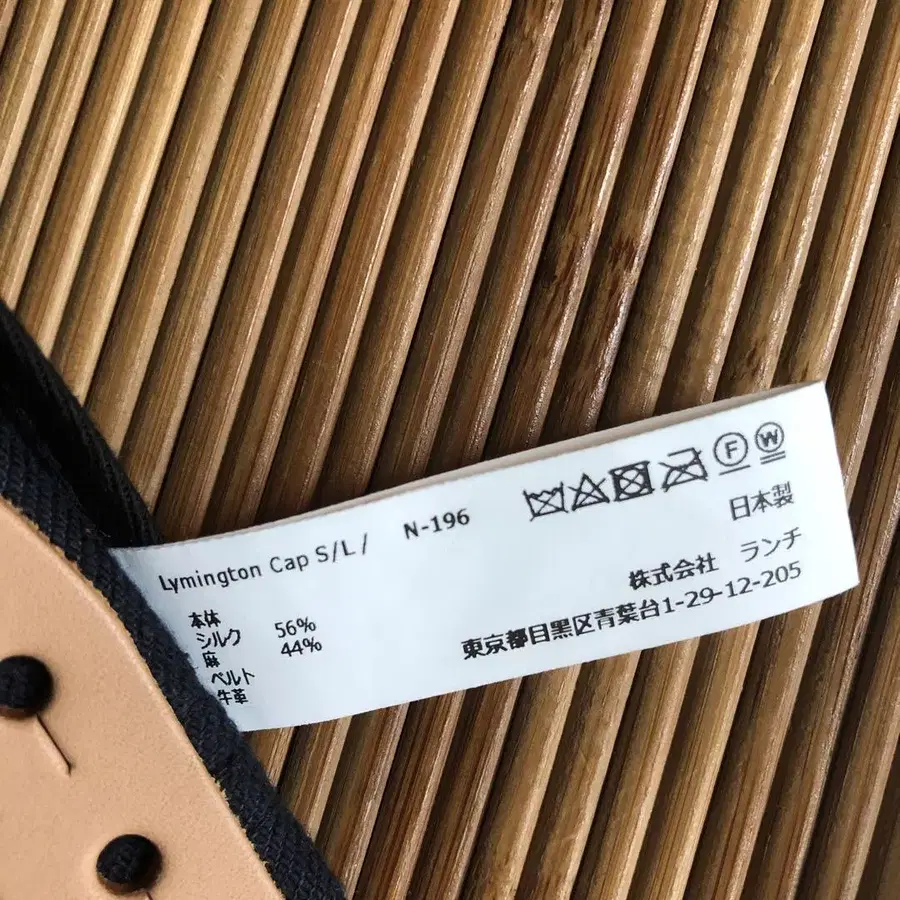 Lymington Cap S/L / N-196
本体
シルク 56%
麻 44%
ベルト
牛革
F W
日本製
株式会社 ランチ
東京都目黒区青葉台1-29-12-205